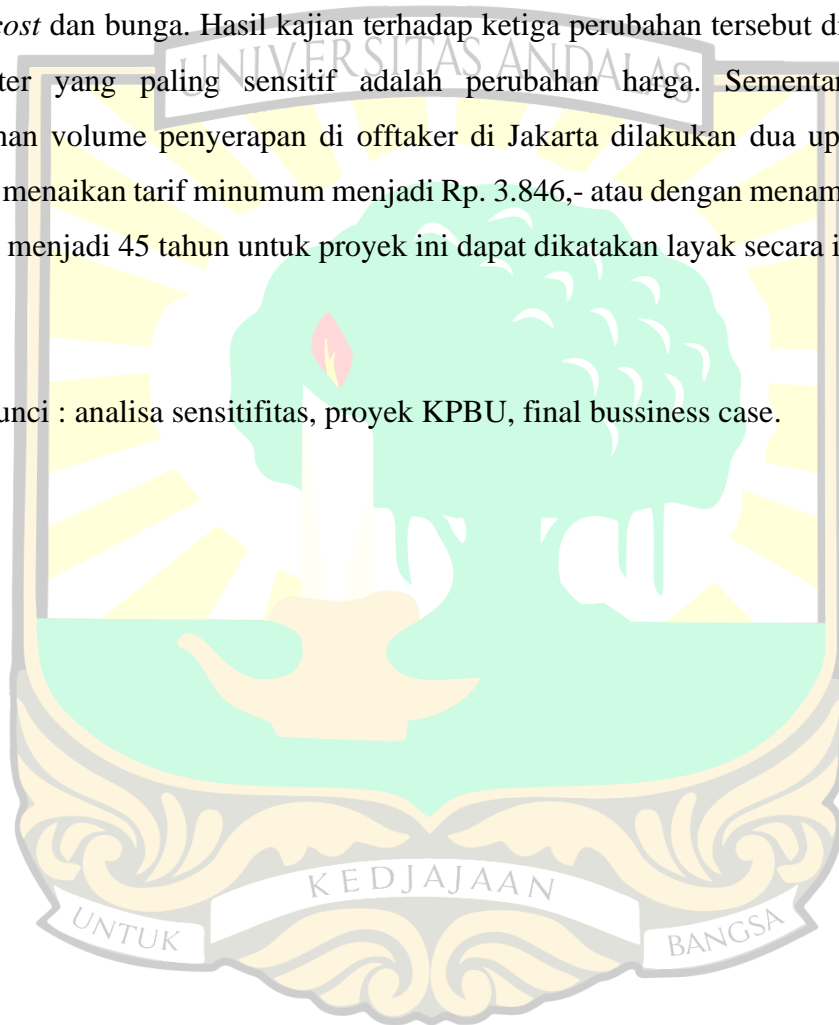 cost dan bunga. Hasil kajian terhadap ketiga perubahan tersebut di
UNIVERSITAS ANDALAS
ter yang paling sensitif adalah perubahan harga. Sementar
an volume penyerapan di offtaker di Jakarta dilakukan dua up
menaikan tarif minumum menjadi Rp. 3.846,- atau dengan menam
menjadi 45 tahun untuk proyek ini dapat dikatakan layak secara i
unci : analisa sensitifitas, proyek KPBU, final bussiness case.
KEDJAJAAN
UNTUK
BANGSA